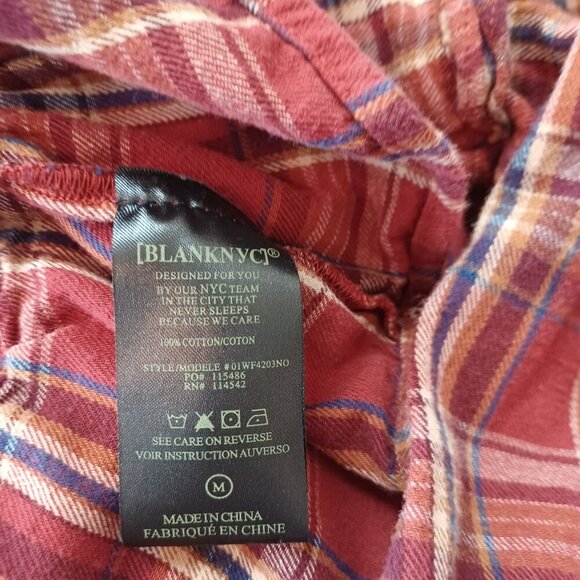 [BLANKNYC]®
DESIGNED FOR YOU
BY OUR NYC TEAM
IN THE CITY THAT
NEVER SLEEPS
BECAUSE WE CARE
100% COTTON/COTON
STYLE/MODELE # 01WF4203NO
PO# 115486
RN# 114542
SEE CARE ON REVERSE
VOIR INSTRUCTION AUVERSO
M
MADE IN CHINA
FABRIQUÉ EN CHINE